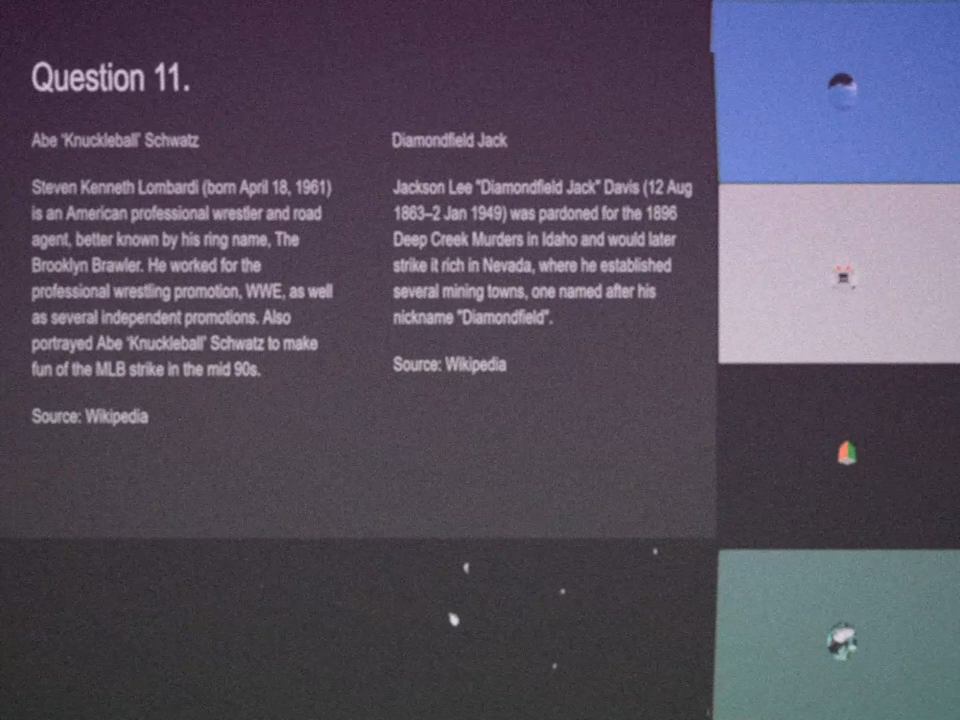 Question 11.
Abe 'Knuckleball' Schwatz
Steven Kenneth Lombardi (born April 18, 1961)
is an American professional wrestler and road
agent, better known by his ring name, The
Brooklyn Brawler. He worked for the
professional wrestling promotion, WWE, as well
as several independent promotions. Also
portrayed Abe 'Knuckleball' Schwatz to make
fun of the MLB strike in the mid 90s.
Source: Wikipedia
Diamondfield Jack
Jackson Lee "Diamondfield Jack" Davis (12 Aug
1863–2 Jan 1949) was pardoned for the 1896
Deep Creek Murders in Idaho and would later
strike it rich in Nevada, where he established
several mining towns, one named after his
nickname "Diamondfield".
Source: Wikipedia